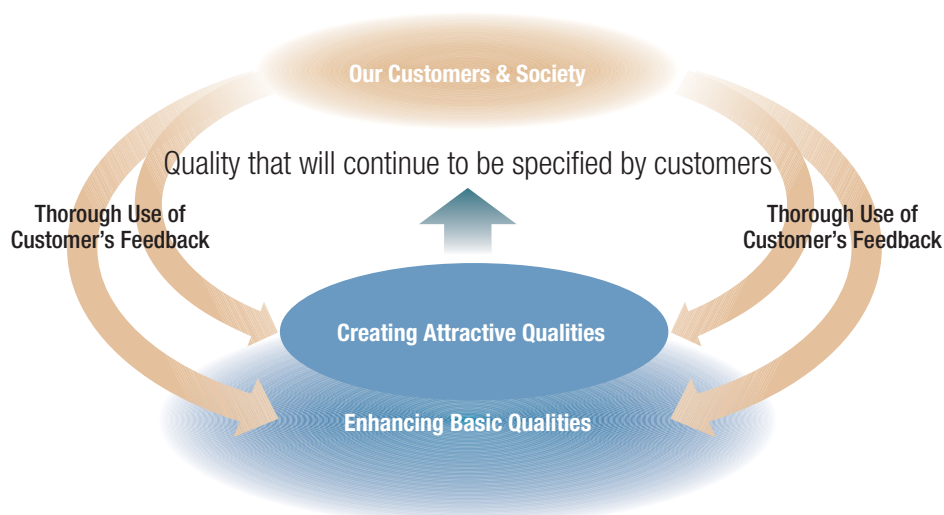 Our Customers & Society
Quality that will continue to be specified by customers
Thorough Use of
Customer's Feedback
Thorough Use of
Customer's Feedback
Creating Attractive Qualities
Enhancing Basic Qualities